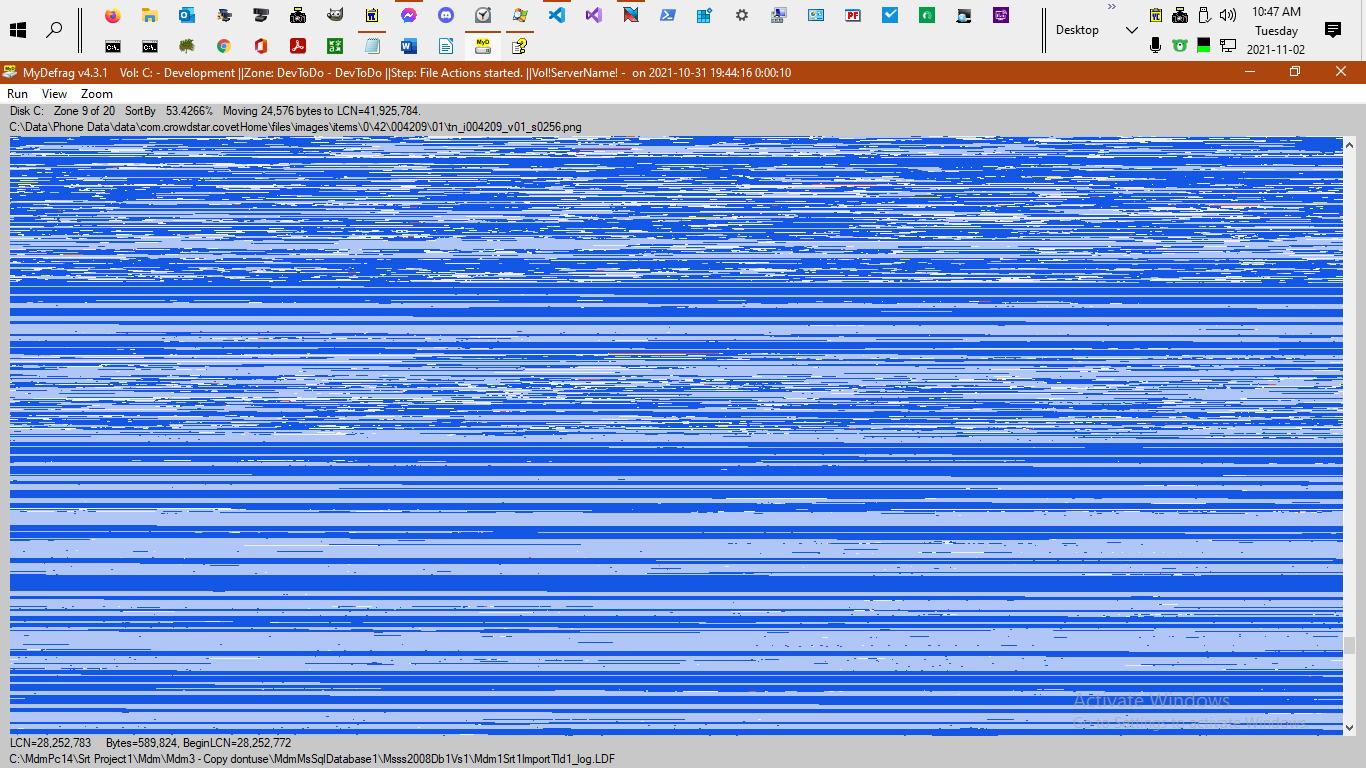 »
Desktop
10:47 AM
Tuesday
2021-11-02
MyDefrag v4.3.1 Vol: C: - Development ||Zone: DevToDo - DevToDo ||Step: File Actions started. ||Vol!ServerName! - on 2021-10-31 19:44:16 0:00:10
Run View Zoom
Disk C: Zone 9 of 20 SortBy 53.4266% Moving 24,576 bytes to LCN=41,925,784.
C:\Data\Phone Data\data\com.crowdstar.covetHome\files\images\items\0\42\004209\01\tn_i004209_v01_s0256.png
Activate Windows
Go to Settings to activate Windows.
LCN=28,252,783 Bytes=589,824, BeginLCN=28,252,772
C:\MdmPc14\Srt Project1\Mdm\Mdm3 - Copy dontuse\MdmMsSqlDatabase1\Msss2008Db1Vs1\Mdm1Srt1ImportTld1_log.LDF